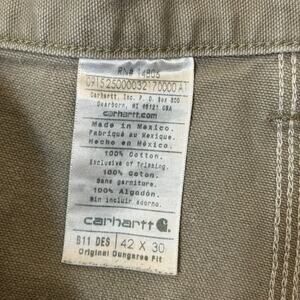 RN# 14806
091525000032170000 A1
Carhartt, Inc. P.O. Box 600
Dearborn, MI 48121 USA
carhartt.com
Made in Mexico.
Fabriqué au Mexique.
Hecho en México.
100% Cotton.
Exclusive of Trimming.
100% Coton.
Sans garniture.
100% Algodón.
Sin incluir adorno.
carhartt
B11 DES 42 X 30
Original Dungaree Fit